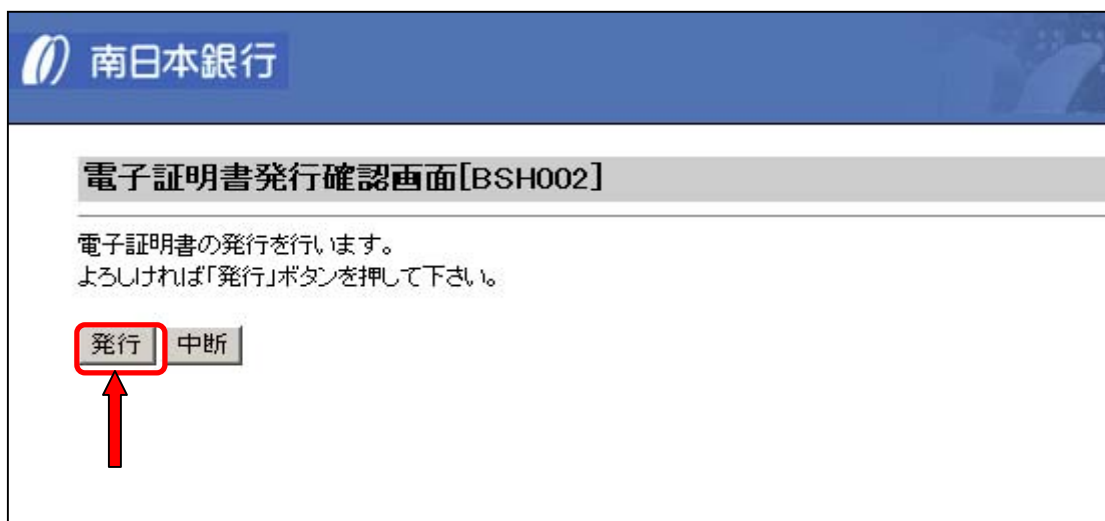 南日本銀行
電子証明書発行確認画面[BSH002]
電子証明書の発行を行います。
よろしければ「発行」ボタンを押して下さい。
発行 中断